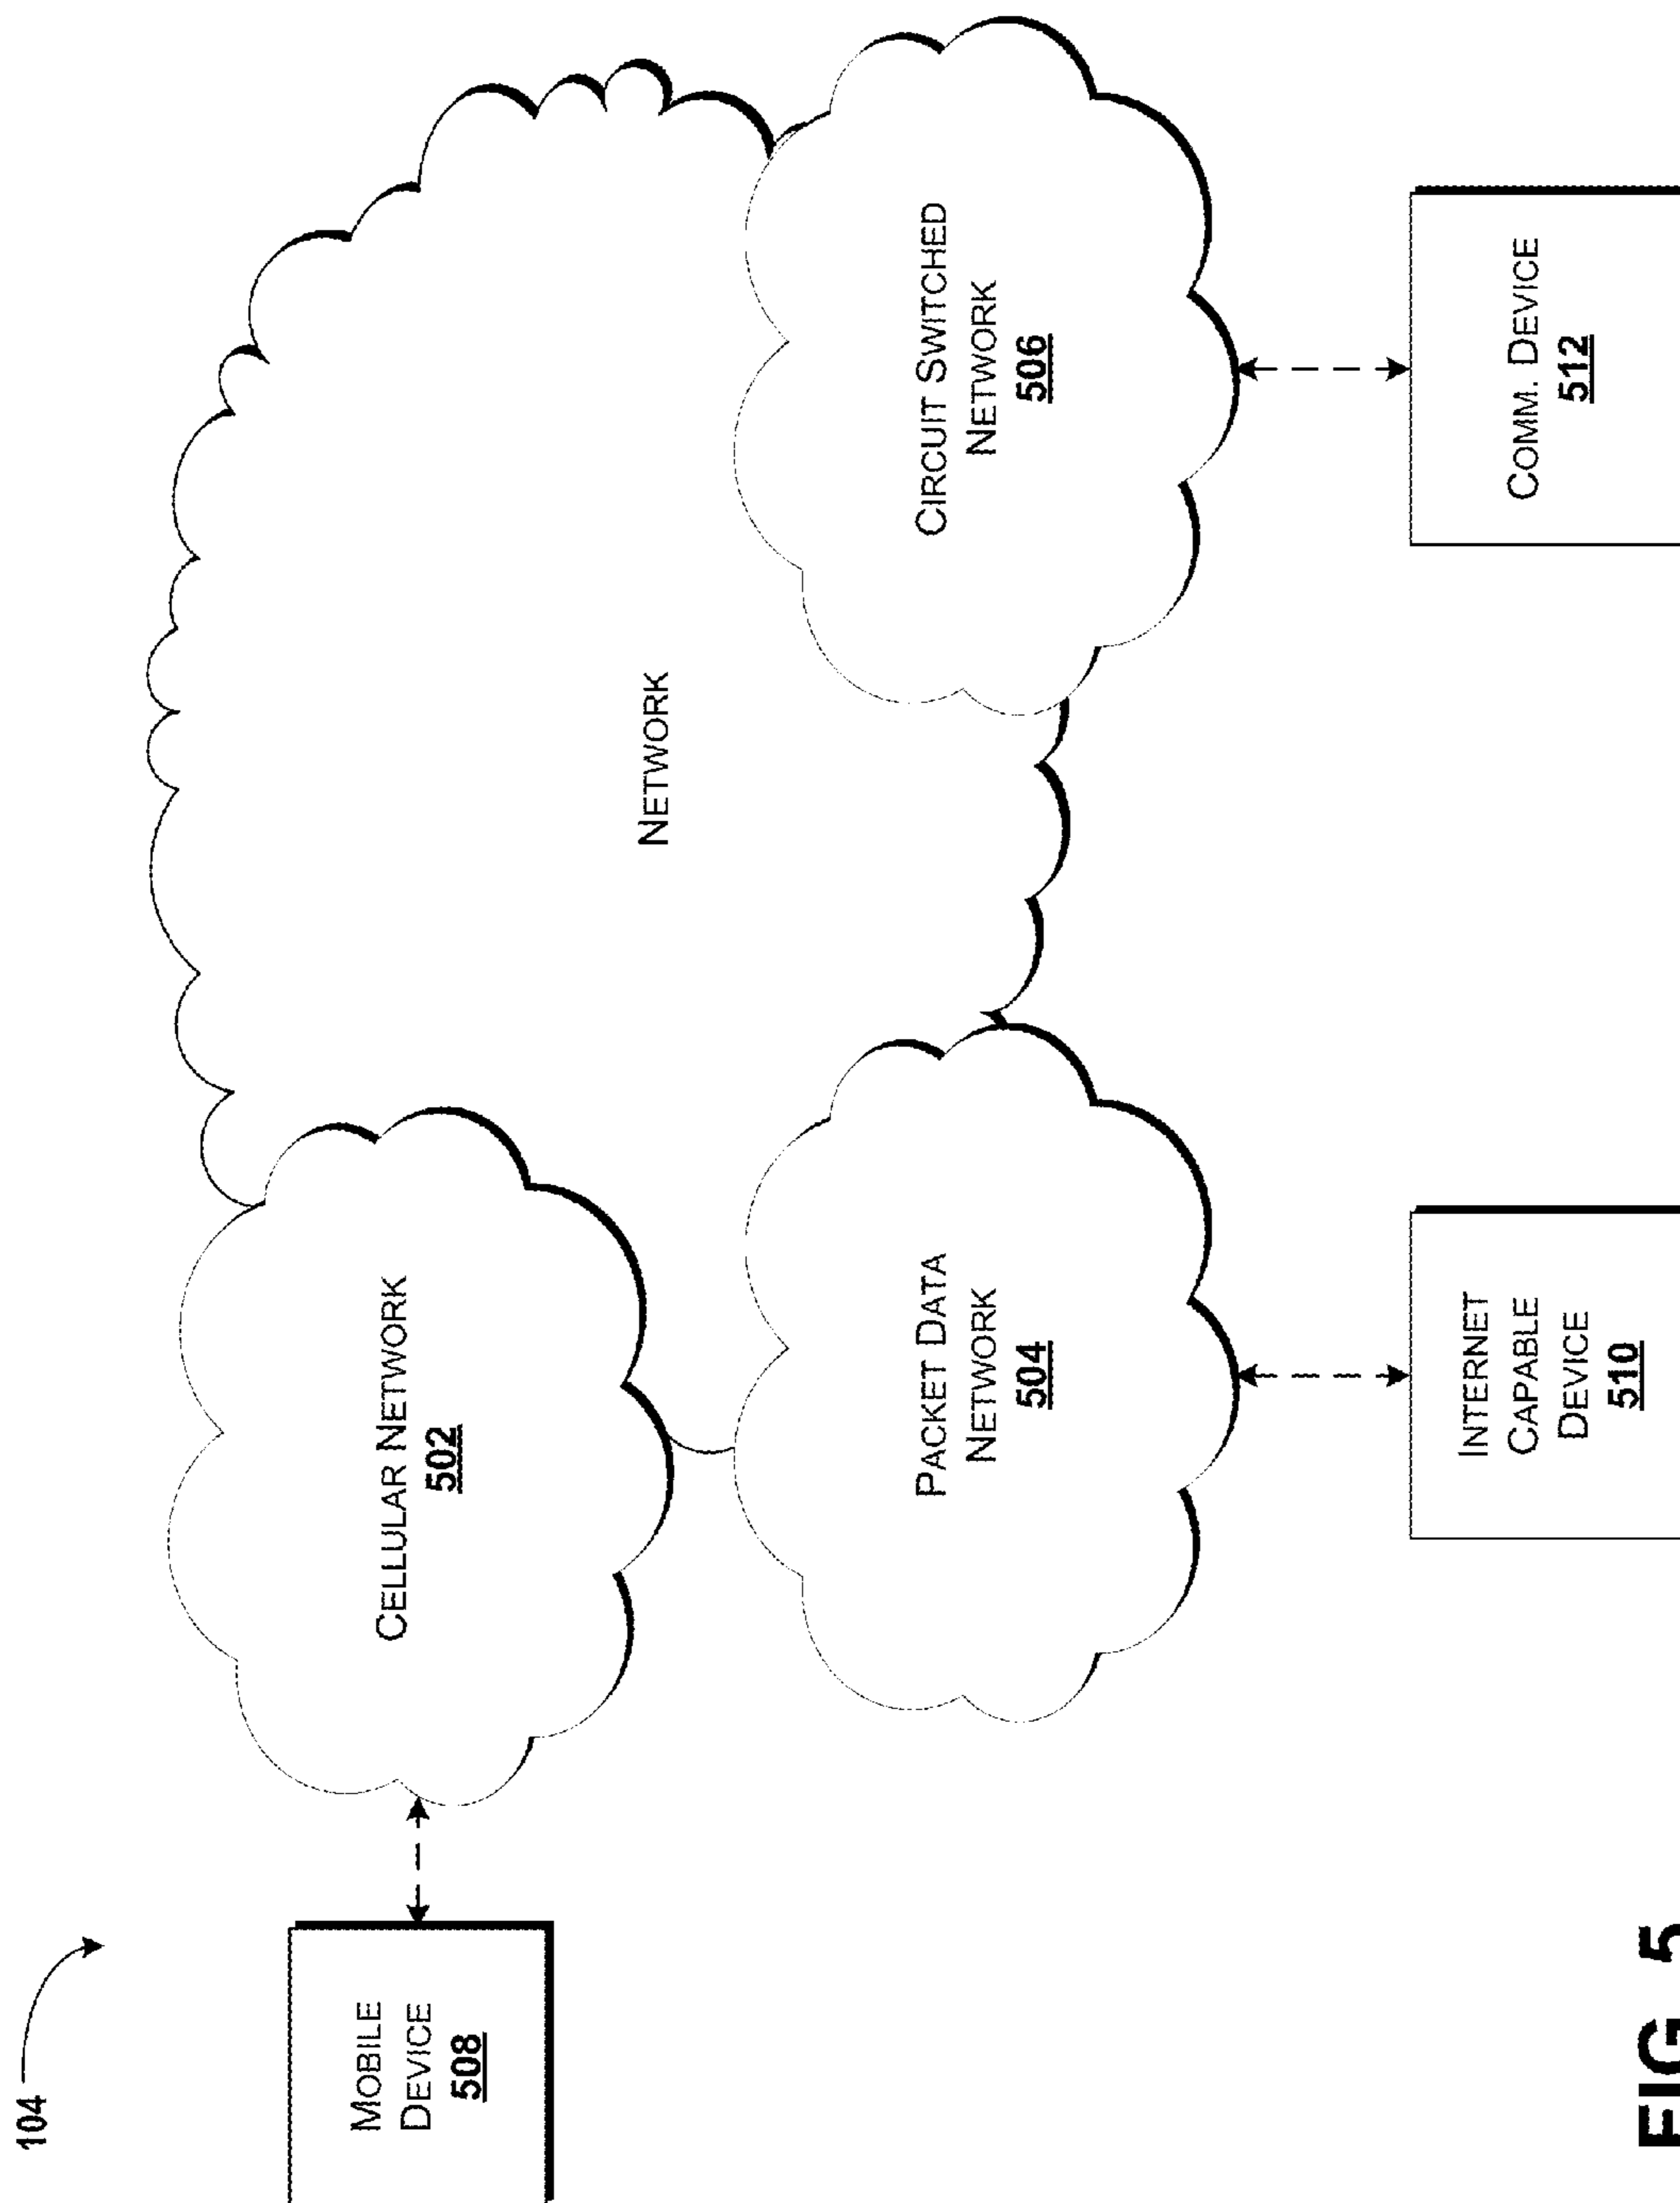 104
MOBILE
DEVICE
508
CELLULAR NETWORK
502
NETWORK
PACKET DATA
NETWORK
504
CIRCUIT SWITCHED
NETWORK
506
INTERNET
CAPABLE
DEVICE
510
COMM. DEVICE
512
FIG. 5